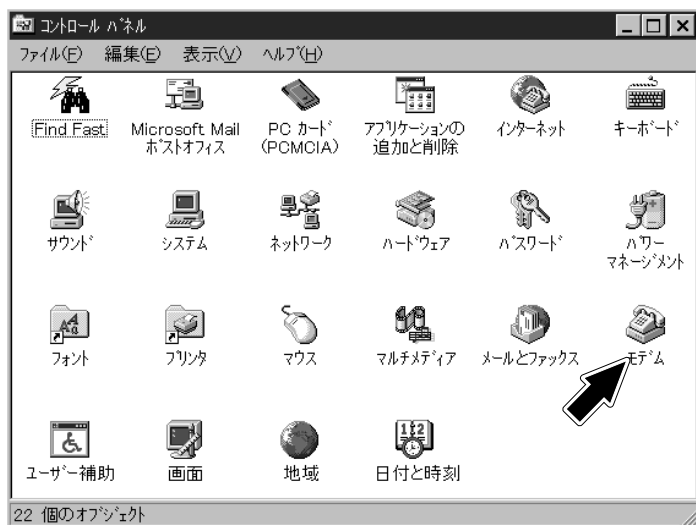 コントロール パネル
ファイル(F) 編集(E) 表示(V) ヘルプ(H)
Find Fast
Microsoft Mail
ポストオフィス
PC カード
(PCMCIA)
アプリケーションの
追加と削除
インターネット
キーボード
サウンド
システム
ネットワーク
ハードウェア
パスワード
パワー
マネージメント
フォント
プリンタ
マウス
マルチメディア
メールとファックス
モデム
ユーザー補助
画面
地域
日付と時刻
22 個のオブジェクト